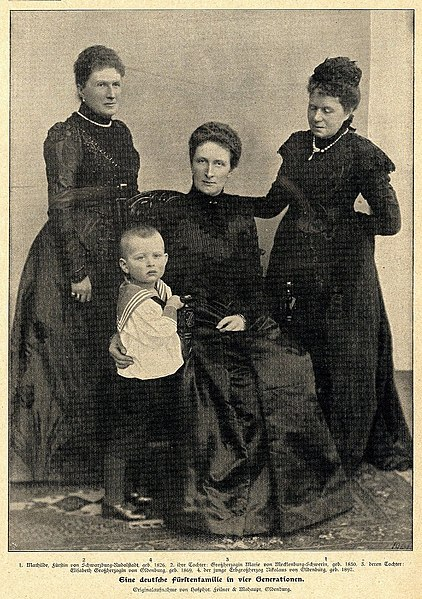 2 4 3 1
1. Mathilde, Fürstin von Schwarzburg-Rudolstadt, geb. 1826. 2. ihre Tochter: Großherzogin Marie von Mecklenburg-Schwerin, geb. 1850. 3. deren Tochter:
Elisabeth Großherzogin von Oldenburg, geb. 1869. 4. der junge Erbgroßherzog Nikolaus von Oldenburg, geb. 1897.
Eine deutsche Fürstenfamilie in vier Generationen.
Originalaufnahme von Hofphot. Feilner & Mohaupt, Oldenburg.